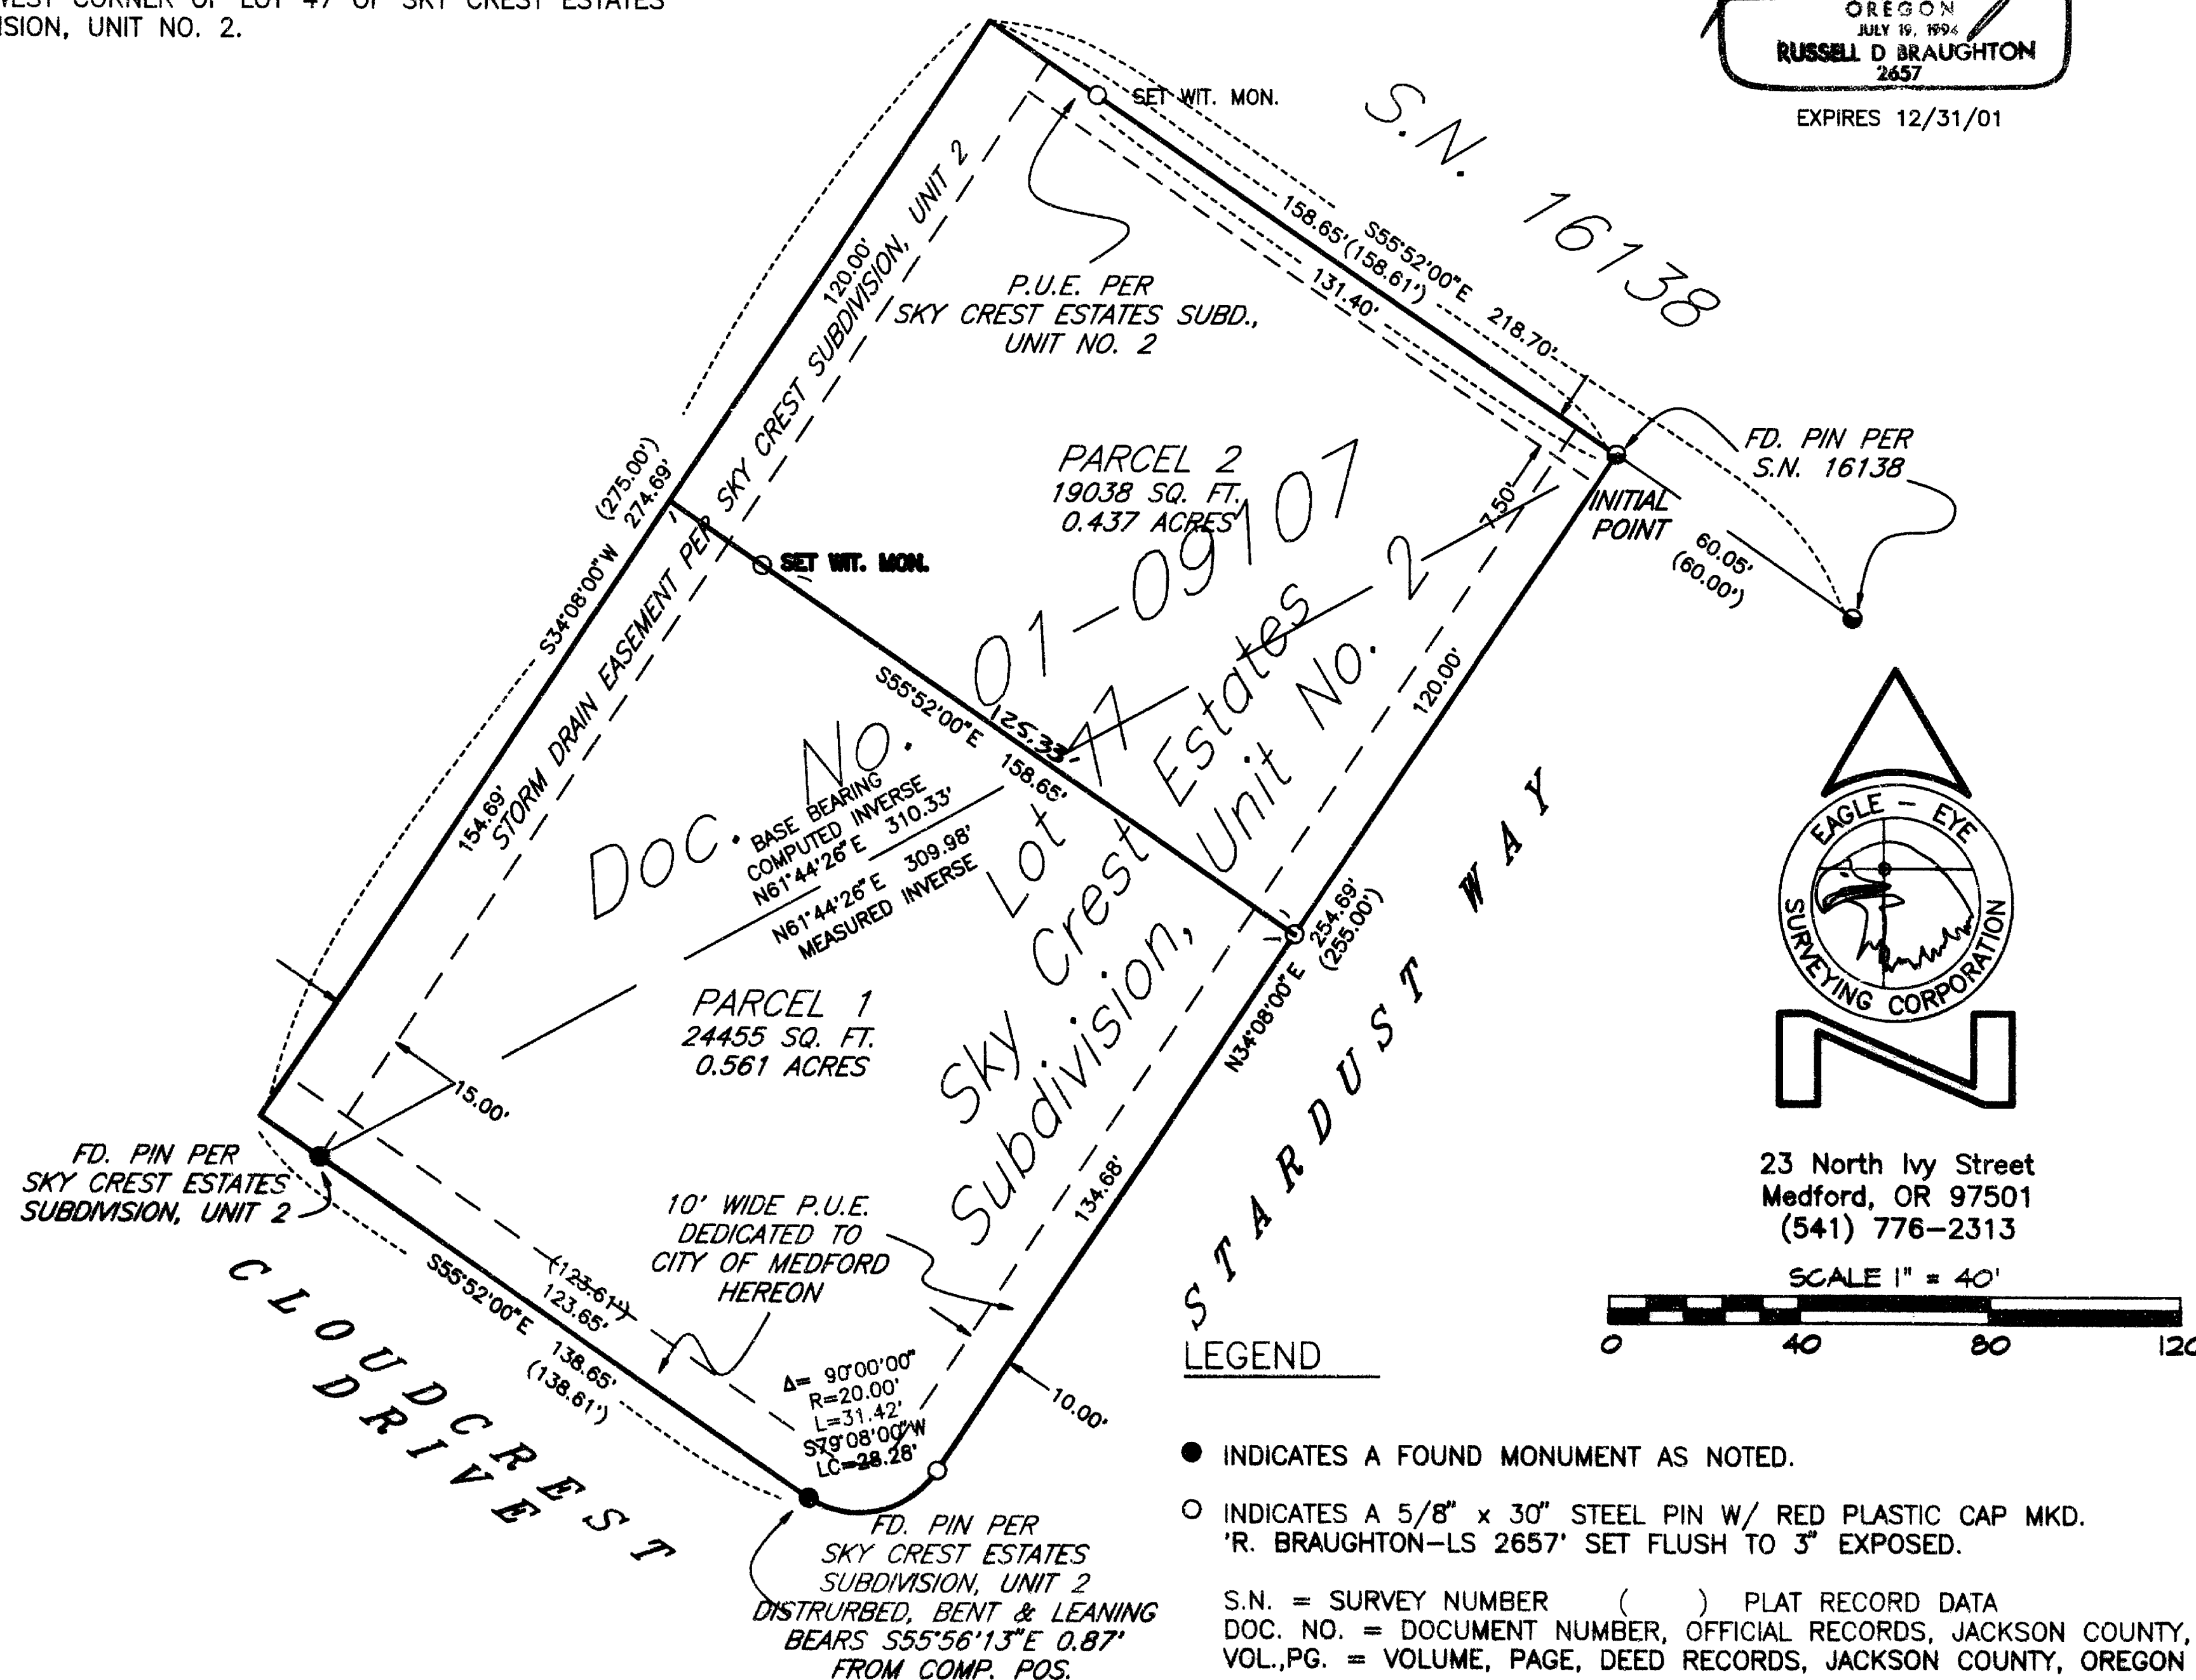 WEST CORNER OF LOT 47 OF SKY CREST ESTATES
SION, UNIT NO. 2.
OREGON
JULY 19, 1994
RUSSELL D BRAUGHTON
2657
EXPIRES 12/31/01
SET WIT. MON.
S.N. 16138
158.65'(158.61')
S55°52'00"E 218.70'
131.40'
120.00'
STORM DRAIN EASEMENT PER SKY CREST SUBDIVISION, UNIT 2
P.U.E. PER
SKY CREST ESTATES SUBD.,
UNIT NO. 2
(275.00')
274.69'
S34°08'00"W
PARCEL 2
19038 SQ. FT.
0.437 ACRES
7.50'
FD. PIN PER
S.N. 16138
INITIAL
POINT
60.05'
(60.00')
SET WIT. MON.
Doc. No. 01-09107
S55°52'00"E 158.65'
125.33'
120.00'
Lot 77
Sky Crest Estates
Subdivision, Unit No. 2
BASE BEARING
COMPUTED INVERSE
N61°44'26"E 310.33'
N61°44'26"E 309.98'
MEASURED INVERSE
154.69'
254.69'
(255.00')
N34°08'00"E
STARDUST WAY
PARCEL 1
24455 SQ. FT.
0.561 ACRES
15.00'
134.68'
FD. PIN PER
SKY CREST ESTATES
SUBDIVISION, UNIT 2
10' WIDE P.U.E.
DEDICATED TO
CITY OF MEDFORD
HEREON
(123.61')
123.65'
S55°52'00"E 138.65'
(138.61')
CLOUDCREST
DRIVE
Δ= 90°00'00"
R=20.00'
L=31.42'
S79°08'00"W
LC=28.28'
10.00'
FD. PIN PER
SKY CREST ESTATES
SUBDIVISION, UNIT 2
DISTRURBED, BENT & LEANING
BEARS S55°56'13"E 0.87'
FROM COMP. POS.
EAGLE - EYE
SURVEYING CORPORATION
N
23 North Ivy Street
Medford, OR 97501
(541) 776-2313
SCALE 1" = 40'
0 40 80 120
LEGEND
INDICATES A FOUND MONUMENT AS NOTED.
INDICATES A 5/8" x 30" STEEL PIN W/ RED PLASTIC CAP MKD.
'R. BRAUGHTON-LS 2657' SET FLUSH TO 3" EXPOSED.
S.N. = SURVEY NUMBER ( ) PLAT RECORD DATA
DOC. NO. = DOCUMENT NUMBER, OFFICIAL RECORDS, JACKSON COUNTY,
VOL.,PG. = VOLUME, PAGE, DEED RECORDS, JACKSON COUNTY, OREGON